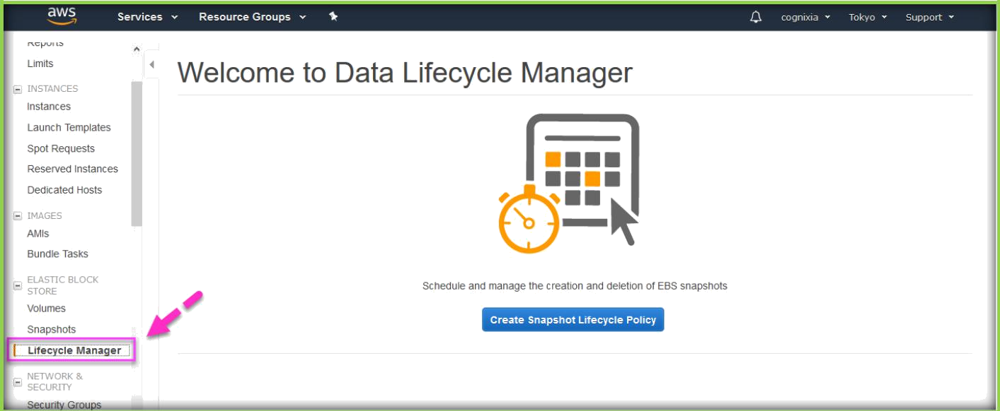 aws
Services
Resource Groups
cognixia
Tokyo
Support
Reports
Limits
INSTANCES
Instances
Launch Templates
Spot Requests
Reserved Instances
Dedicated Hosts
IMAGES
AMIs
Bundle Tasks
ELASTIC BLOCK
STORE
Volumes
Snapshots
Lifecycle Manager
NETWORK &
SECURITY
Security Groups
Welcome to Data Lifecycle Manager
Schedule and manage the creation and deletion of EBS snapshots
Create Snapshot Lifecycle Policy